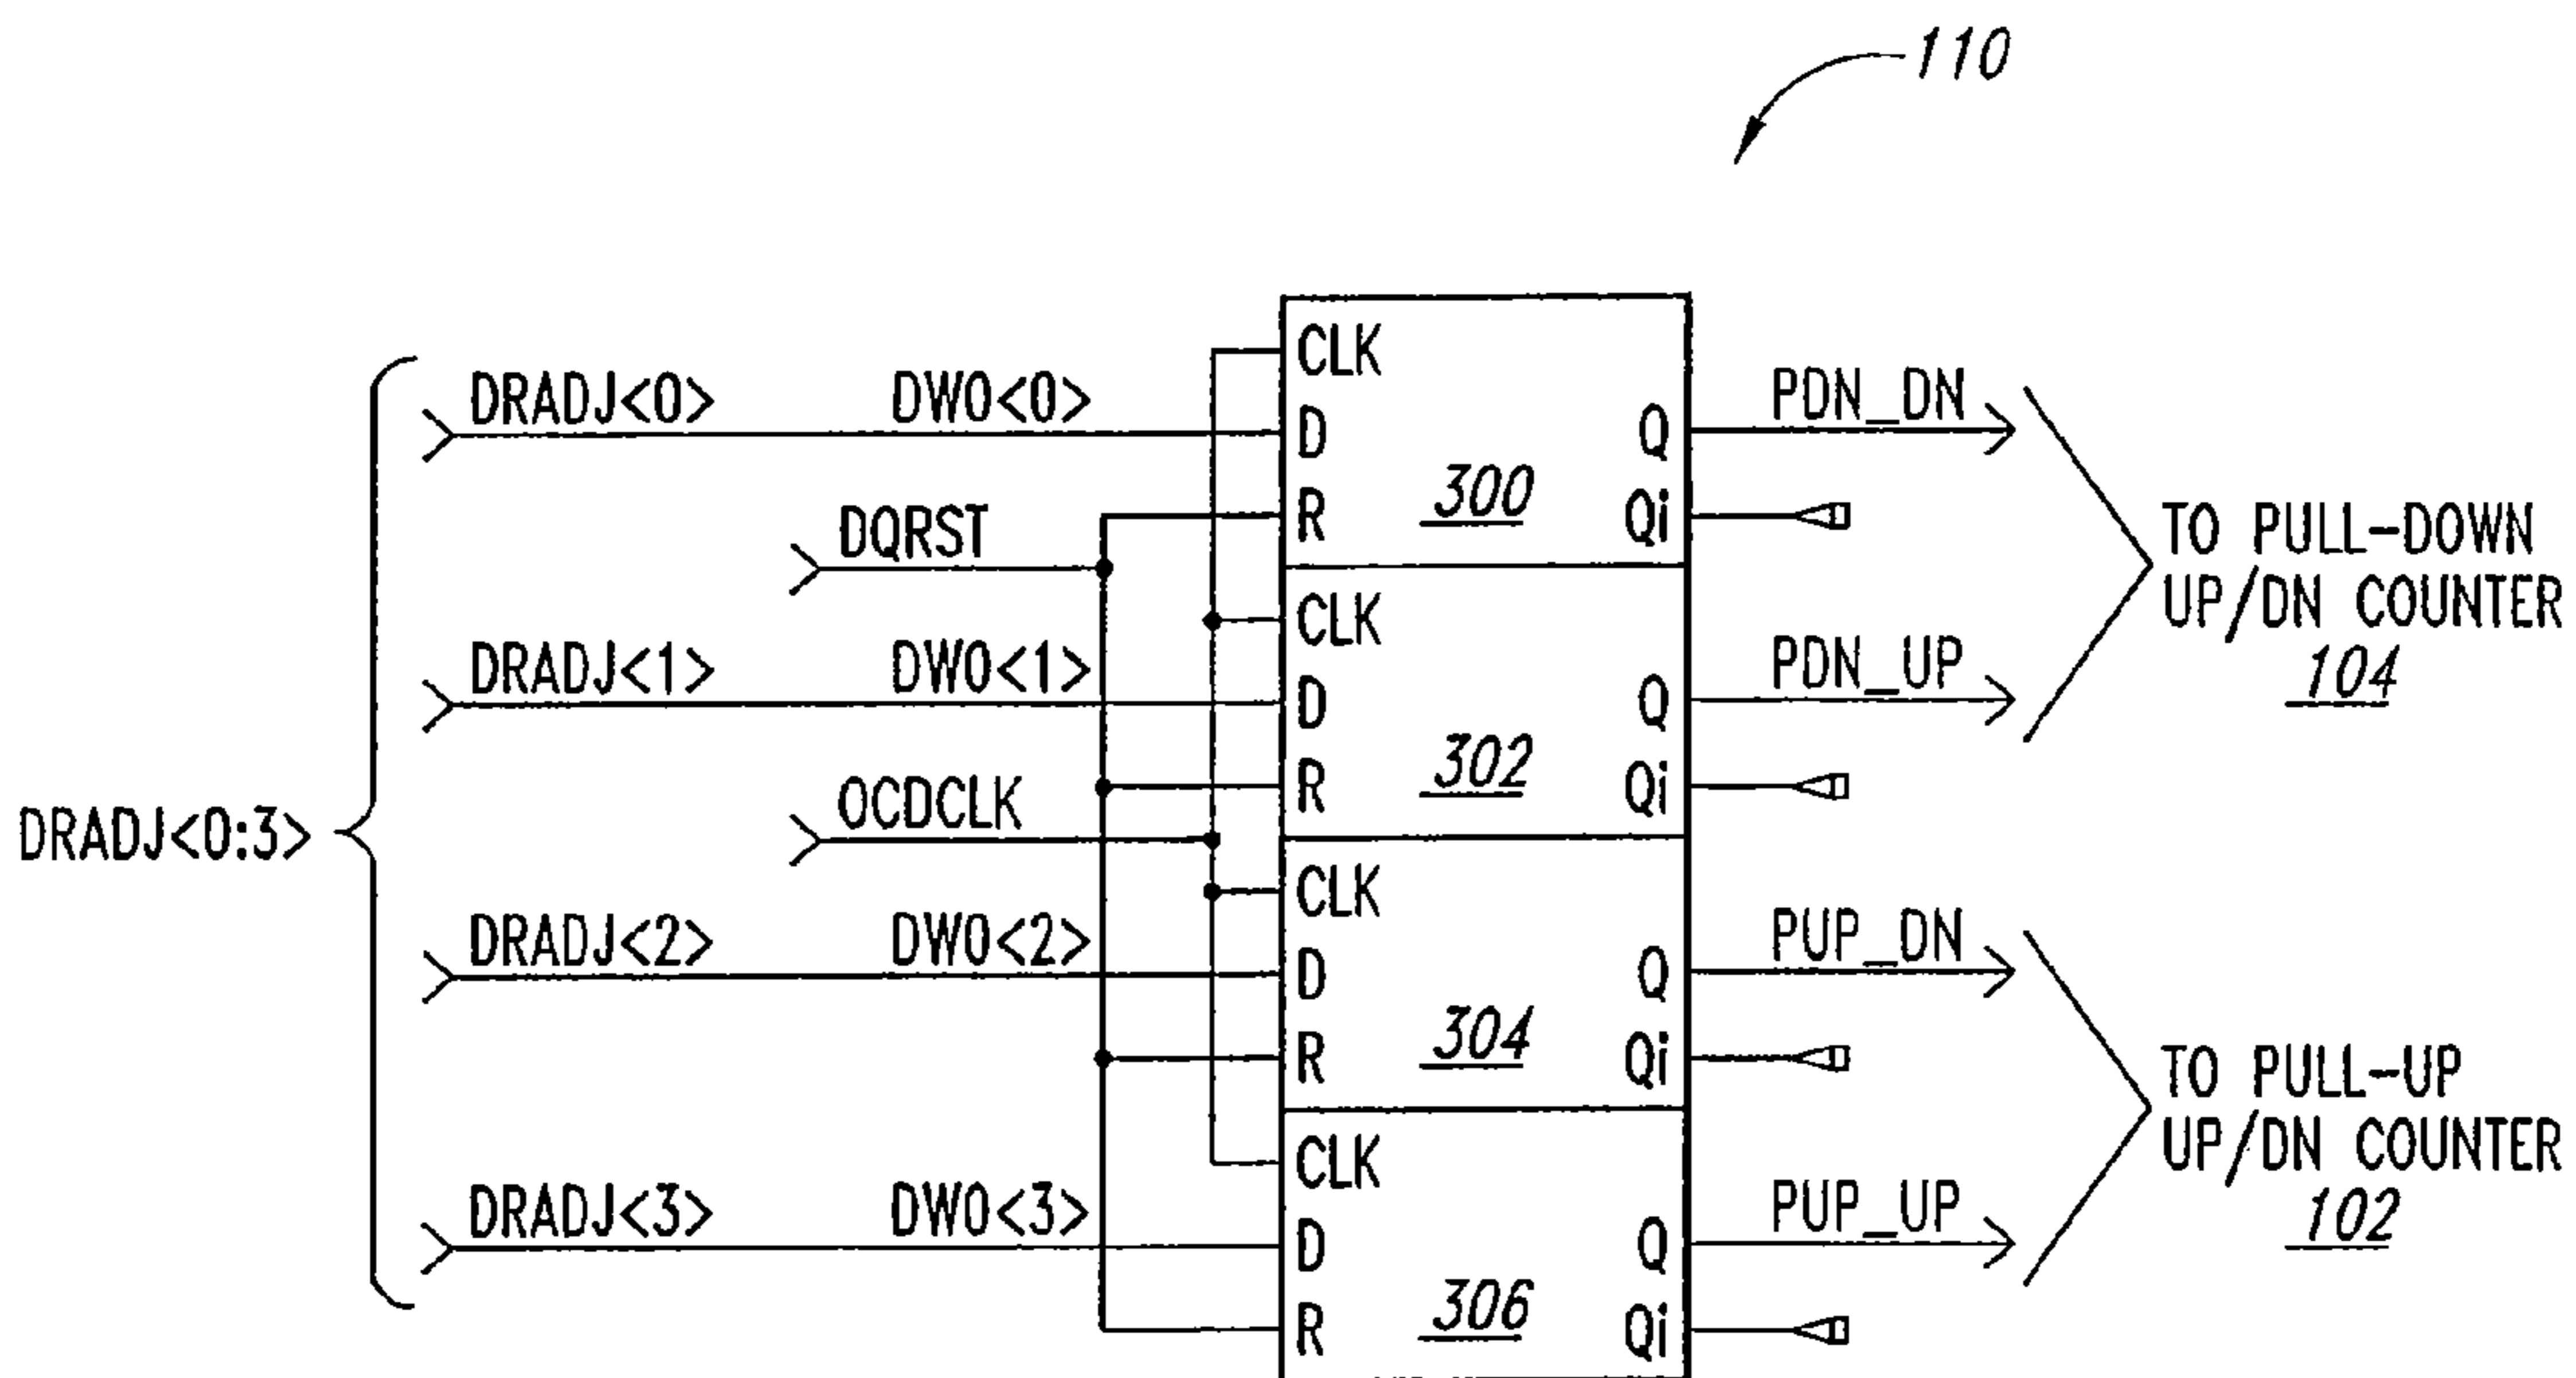 110
DRADJ<0:3>
DRADJ<0> DW0<0>
DQRST
DRADJ<1> DW0<1>
OCDCLK
DRADJ<2> DW0<2>
DRADJ<3> DW0<3>
CLK
D Q
R 300 Qi
CLK
D Q
R 302 Qi
CLK
D Q
R 304 Qi
CLK
D Q
R 306 Qi
PDN_DN
PDN_UP
PUP_DN
PUP_UP
TO PULL-DOWN
UP/DN COUNTER
104
TO PULL-UP
UP/DN COUNTER
102